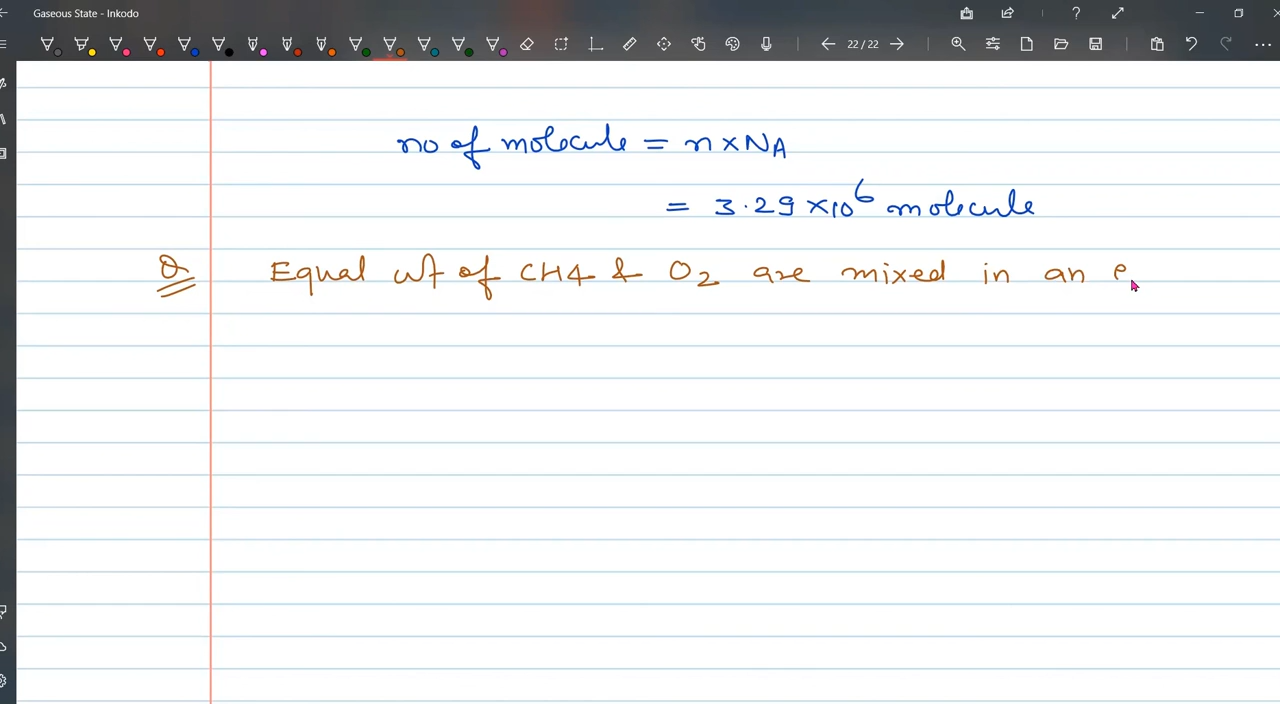 Gaseous State - Inkodo
22 / 22
no of molecule = n × NA
= 3.29 × 10⁶ molecule
Q Equal wt of CH4 & O2 are mixed in an e